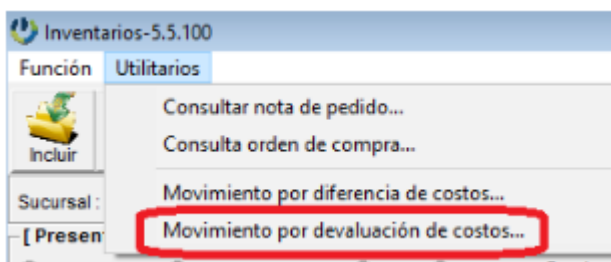 Inventarios-5.5.100
Función Utilitarios
Consultar nota de pedido...
Incluir
Consulta orden de compra...
Sucursal :
Movimiento por diferencia de costos...
[ Presen
Movimiento por devaluación de costos...